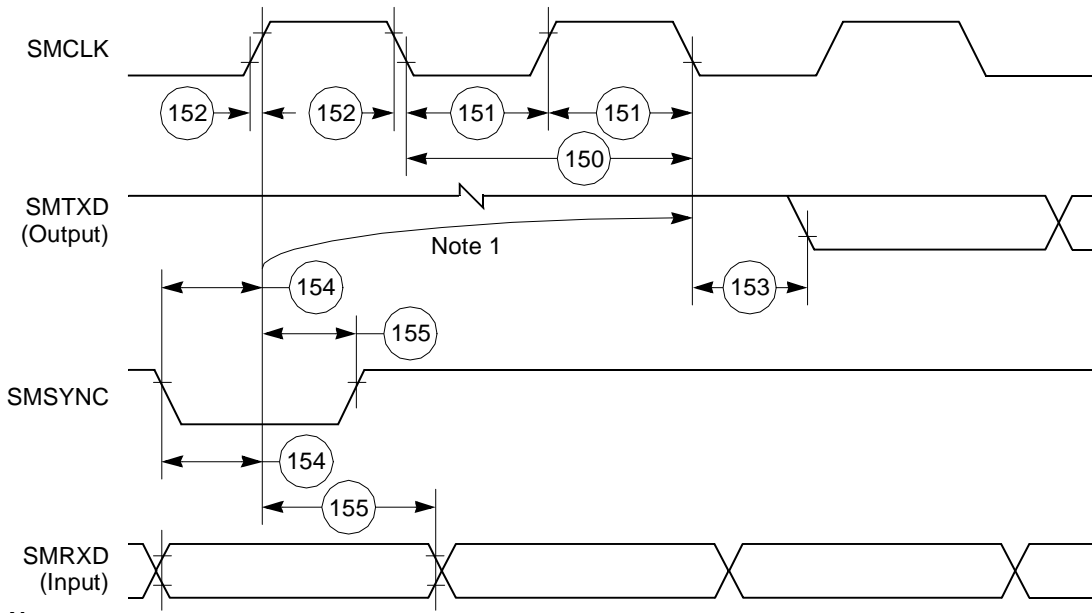 SMCLK
152 152 151 151
150
SMTXD
(Output)
Note 1
154 153
155
SMSYNC
154
155
SMRXD
(Input)